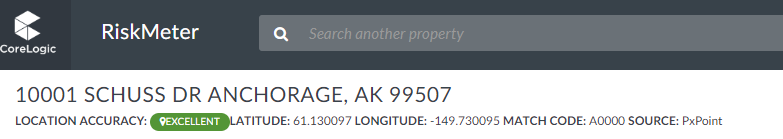 CoreLogic
RiskMeter
Search another property
10001 SCHUSS DR ANCHORAGE, AK 99507
LOCATION ACCURACY: EXCELLENT LATITUDE: 61.130097 LONGITUDE: -149.730095 MATCH CODE: A0000 SOURCE: PxPoint